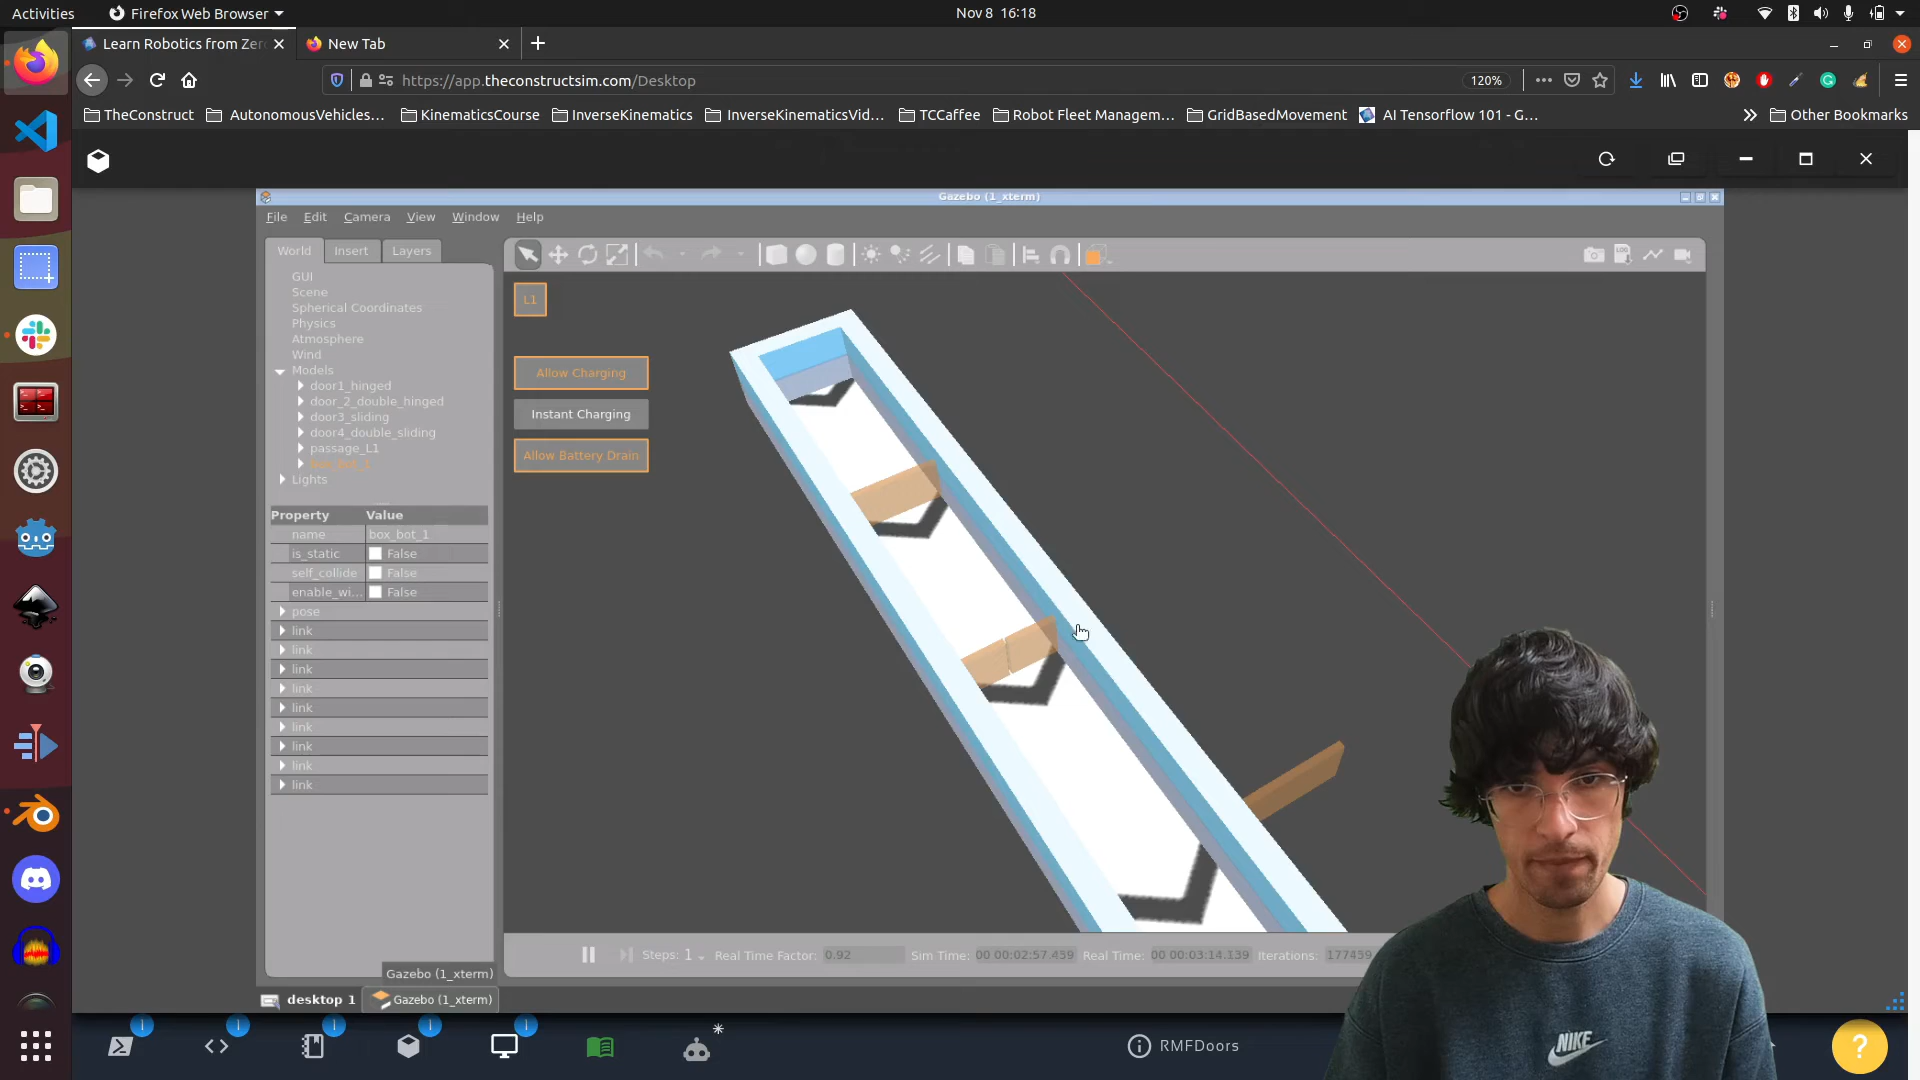 Activities
Firefox Web Browser
Nov 8 16:18
Learn Robotics from Zer
New Tab
https://app.theconstructsim.com/Desktop
120%
TheConstruct
AutonomousVehicles...
KinematicsCourse
InverseKinematics
InverseKinematicsVid...
TCCaffee
Robot Fleet Managem...
GridBasedMovement
AI Tensorflow 101 - G...
Other Bookmarks
Gazebo (1_xterm)
File Edit Camera View Window Help
World Insert Layers
GUI
Scene
Spherical Coordinates
Physics
Atmosphere
Wind
Models
door1_hinged
door_2_double_hinged
door3_sliding
door4_double_sliding
passage_L1
Lights
Property Value
name box_bot_1
is_static False
self_collide False
enable_wi... False
pose
link
link
link
link
link
link
link
link
link
L1
Allow Charging
Instant Charging
Allow Battery Drain
Steps: 1 Real Time Factor: 0.92 Sim Time: 00 00:02:57.459 Real Time: 00 00:03:14.139 Iterations: 177439
Gazebo (1_xterm)
desktop 1
Gazebo (1_xterm)
RMFDoors
NIKE
?